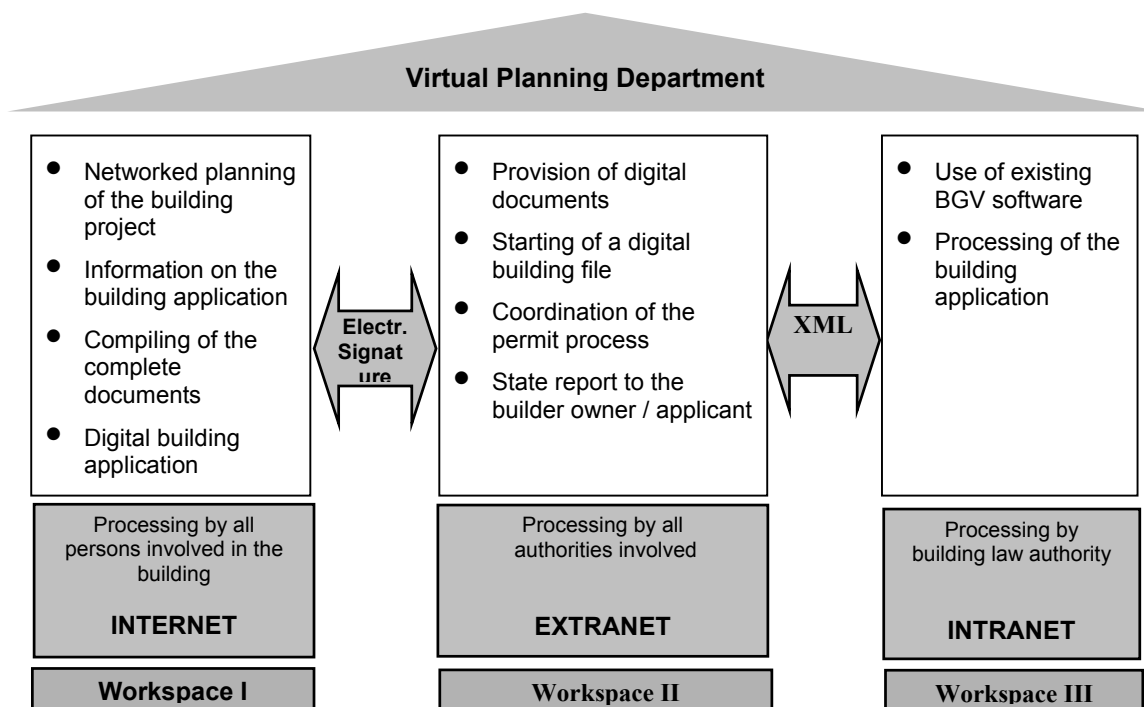 Virtual Planning Department
Networked planning
of the building
project
Information on the
building application
Compiling of the
complete
documents
Digital building
application
Electr.
Signat
ure
Provision of digital
documents
Starting of a digital
building file
Coordination of the
permit process
State report to the
builder owner / applicant
XML
Use of existing
BGV software
Processing of the
building
application
Processing by all
persons involved in the
building
INTERNET
Processing by all
authorities involved
EXTRANET
Processing by
building law authority
INTRANET
Workspace I
Workspace II
Workspace III